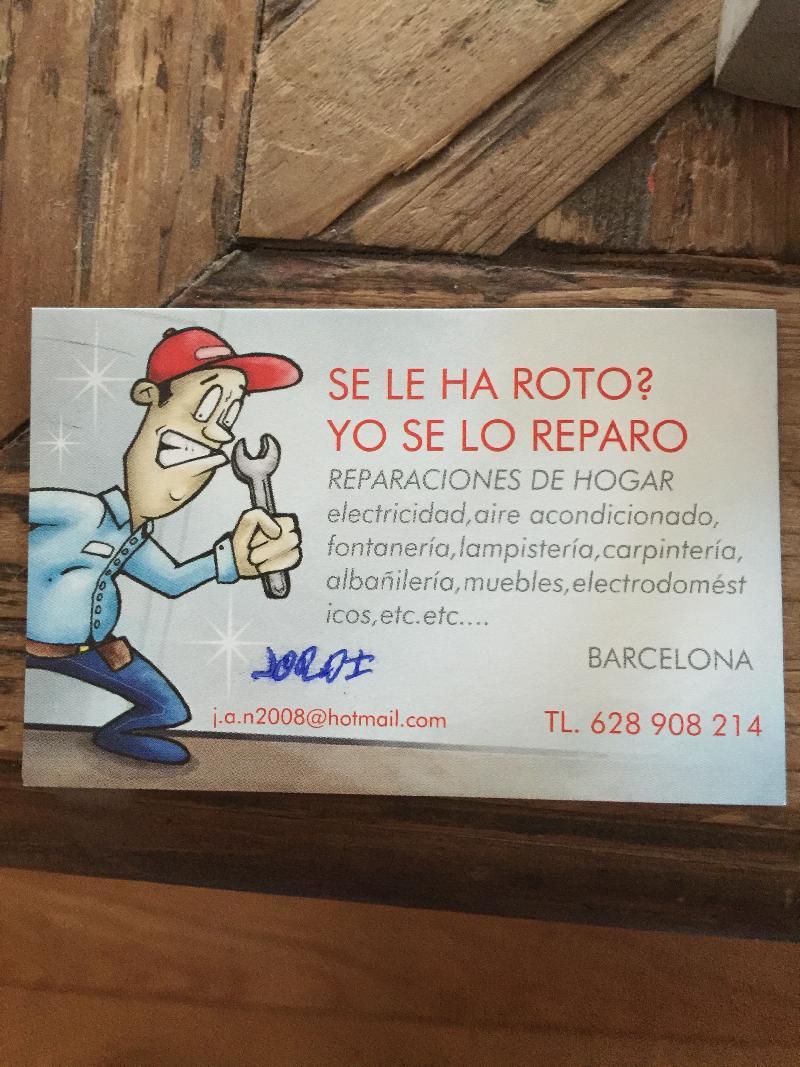 SE LE HA ROTO?
YO SE LO REPARO
REPARACIONES DE HOGAR
electricidad,aire acondicionado,
fontanería,lampistería,carpintería,
albañilería,muebles,electrodomést
icos,etc.etc....
BARCELONA
JORDI
j.a.n2008@hotmail.com
TL. 628 908 214